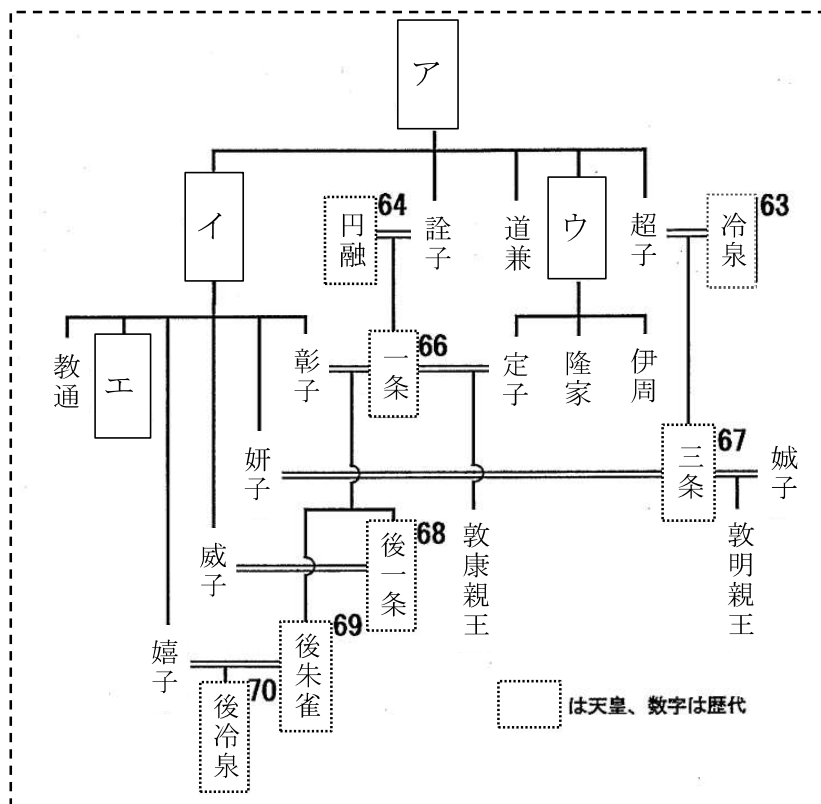 ア
イ
64
円融
詮子
道兼
ウ
超子
63
冷泉
教通
エ
彰子
66
一条
定子
隆家
伊周
67
三条
娍子
妍子
威子
68
後一条
敦康親王
敦明親王
嬉子
69
後朱雀
70
後冷泉
は天皇、数字は歴代